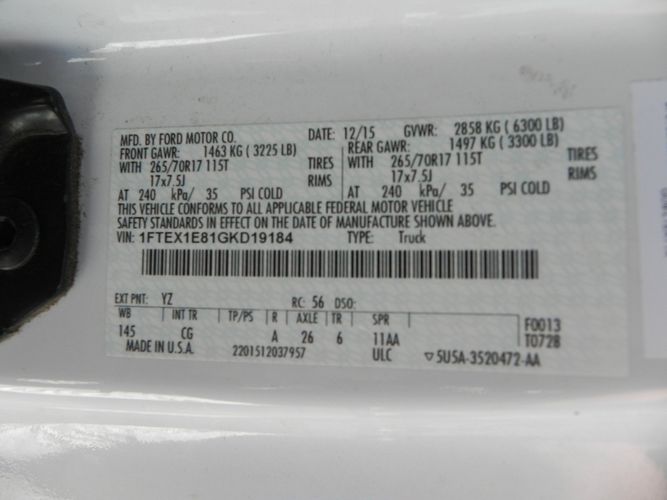 MFD. BY FORD MOTOR CO. DATE: 12/15 GVWR: 2858 KG ( 6300 LB)
FRONT GAWR: 1463 KG ( 3225 LB) REAR GAWR: 1497 KG ( 3300 LB)
WITH 265/70R17 115T TIRES WITH 265/70R17 115T TIRES
17x7.5J RIMS 17x7.5J RIMS
AT 240 kPa/ 35 PSI COLD AT 240 kPa/ 35 PSI COLD
THIS VEHICLE CONFORMS TO ALL APPLICABLE FEDERAL MOTOR VEHICLE
SAFETY STANDARDS IN EFFECT ON THE DATE OF MANUFACTURE SHOWN ABOVE.
VIN: 1FTEX1E81GKD19184 TYPE: Truck
EXT PNT: YZ RC: 56 DSO:
WB INT TR TP/PS R AXLE TR SPR F0013
145 CG A 26 6 11AA T0728
MADE IN U.S.A. 2201512037957 ULC ▽5U5A-3520472-AA